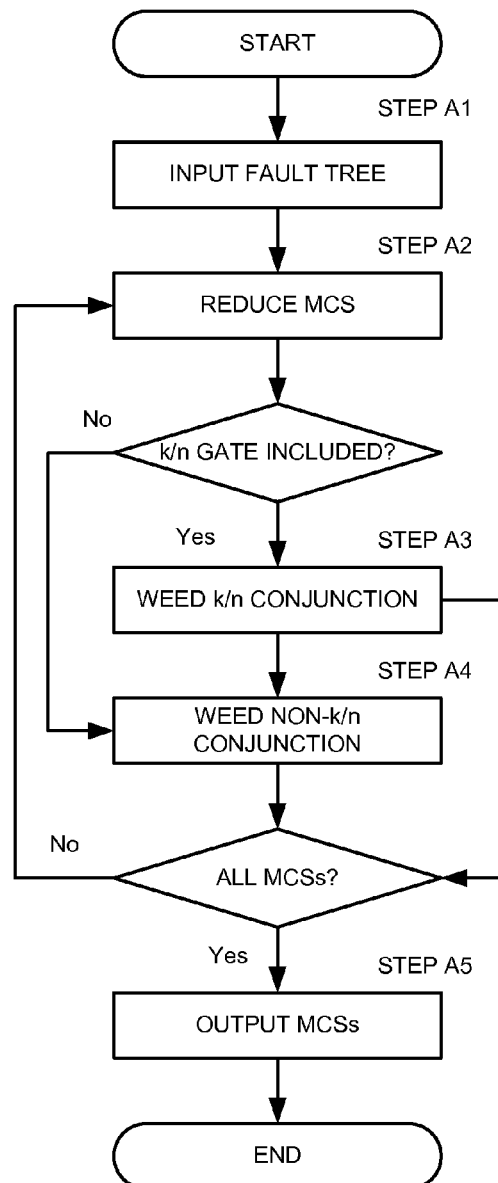 START
STEP A1
INPUT FAULT TREE
STEP A2
REDUCE MCS
No
k/n GATE INCLUDED?
Yes
STEP A3
WEED k/n CONJUNCTION
STEP A4
WEED NON-k/n
CONJUNCTION
No
ALL MCSs?
Yes
STEP A5
OUTPUT MCSs
END